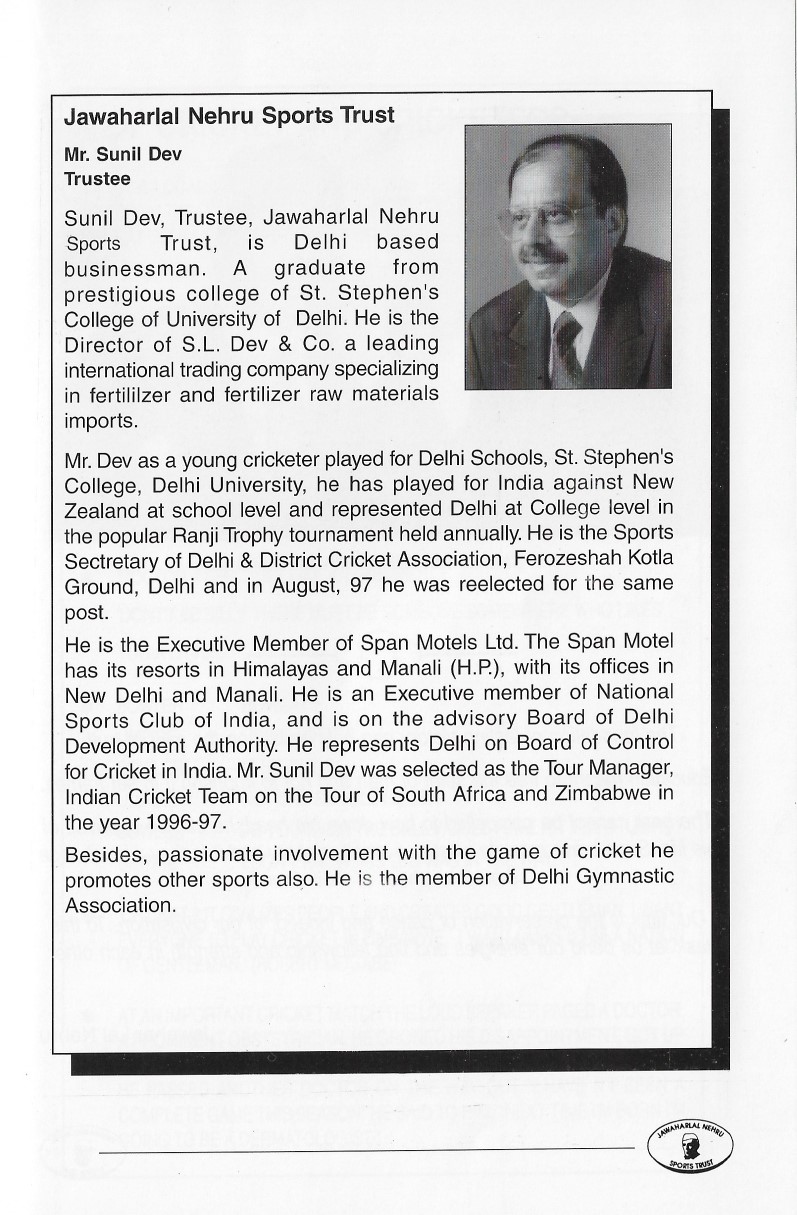 Jawaharlal Nehru Sports Trust
Mr. Sunil Dev
Trustee
Sunil Dev, Trustee, Jawaharlal Nehru
Sports Trust, is Delhi based
businessman. A graduate from
prestigious college of St. Stephen's
College of University of Delhi. He is the
Director of S.L. Dev & Co. a leading
international trading company specializing
in fertililzer and fertilizer raw materials
imports.
Mr. Dev as a young cricketer played for Delhi Schools, St. Stephen's
College, Delhi University, he has played for India against New
Zealand at school level and represented Delhi at College level in
the popular Ranji Trophy tournament held annually. He is the Sports
Sectretary of Delhi & District Cricket Association, Ferozeshah Kotla
Ground, Delhi and in August, 97 he was reelected for the same
post.
He is the Executive Member of Span Motels Ltd. The Span Motel
has its resorts in Himalayas and Manali (H.P.), with its offices in
New Delhi and Manali. He is an Executive member of National
Sports Club of India, and is on the advisory Board of Delhi
Development Authority. He represents Delhi on Board of Control
for Cricket in India. Mr. Sunil Dev was selected as the Tour Manager,
Indian Cricket Team on the Tour of South Africa and Zimbabwe in
the year 1996-97.
Besides, passionate involvement with the game of cricket he
promotes other sports also. He is the member of Delhi Gymnastic
Association.
JAWAHARLAL NEHRU
SPORTS TRUST